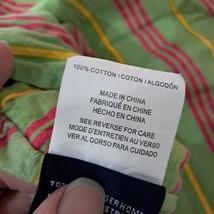 100% COTTON / COTON / ALGODÓN
MADE IN CHINA
FABRIQUÉ EN CHINE
HECHO EN CHINA
SEE REVERSE FOR CARE
MODE D'ENTRETIEN AU VERSO
VER AL DORSO PARA CUIDADO